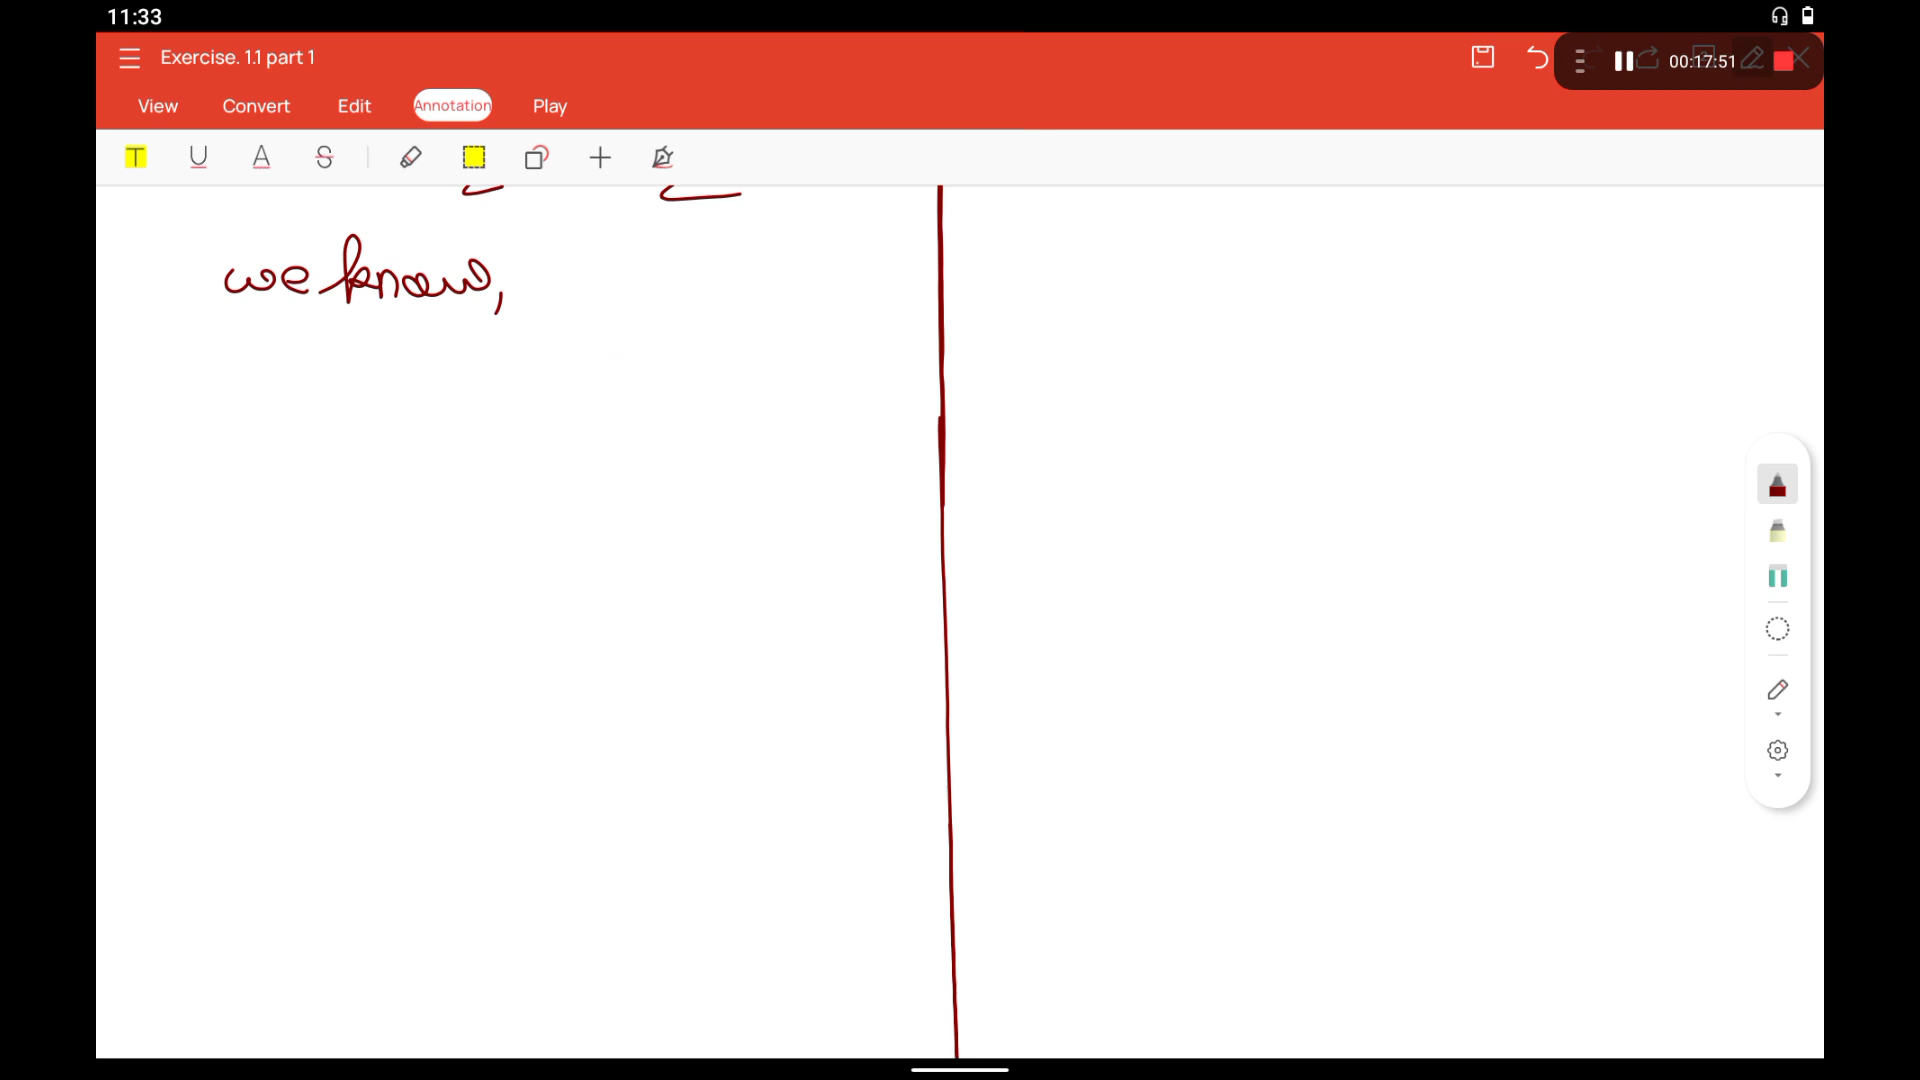 11:33
Exercise. 1.1 part 1
00:17:51
View Convert Edit Annotation Play
T U A S
we know,